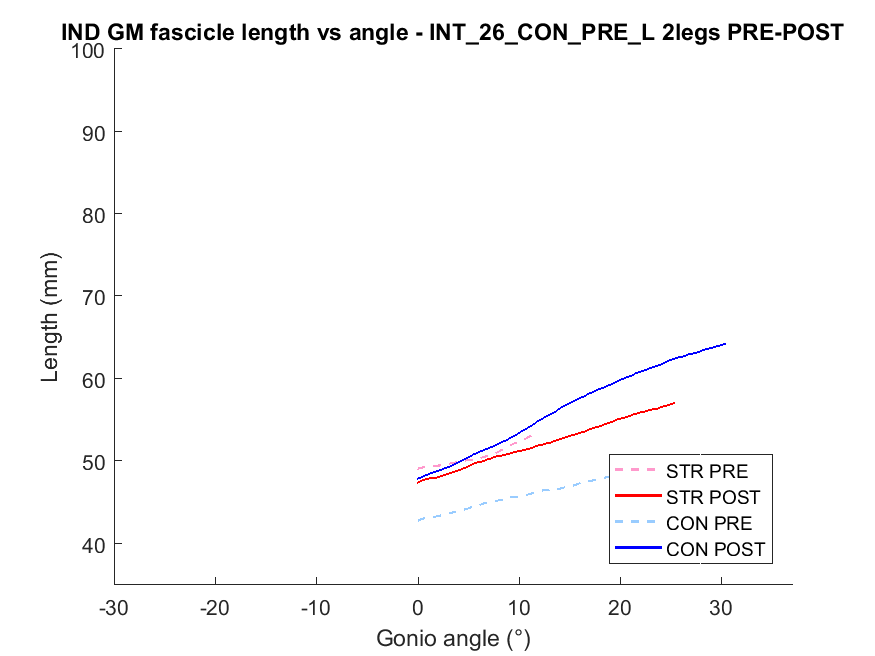 IND GM fascicle length vs angle - INT_26_CON_PRE_L 2legs PRE-POST
100
90
80
70
60
50
40
Length (mm)
-30
-20
-10
0
10
20
30
Gonio angle (°)
STR PRE
STR POST
CON PRE
CON POST